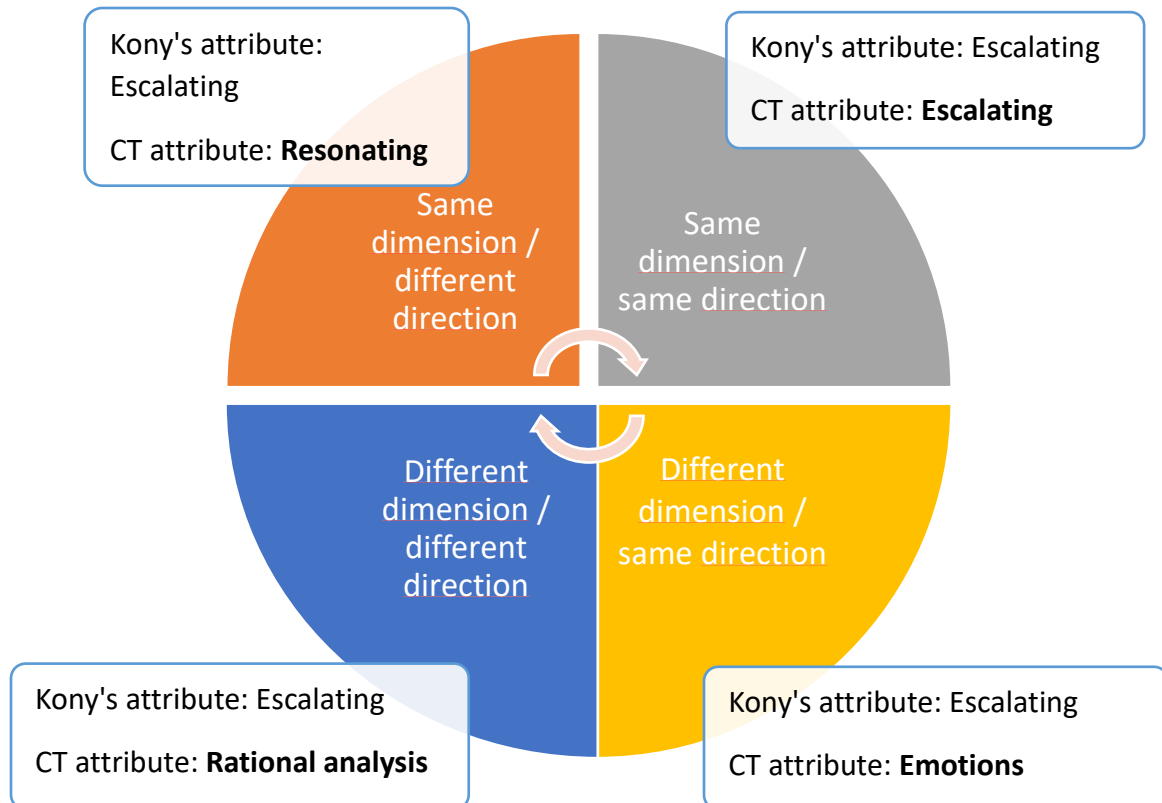 Kony's attribute:
Escalating
CT attribute: Resonating
Kony's attribute: Escalating
CT attribute: Escalating
Same
dimension /
different
direction
Same
dimension /
same direction
Different
dimension /
different
direction
Different
dimension /
same direction
Kony's attribute: Escalating
CT attribute: Rational analysis
Kony's attribute: Escalating
CT attribute: Emotions